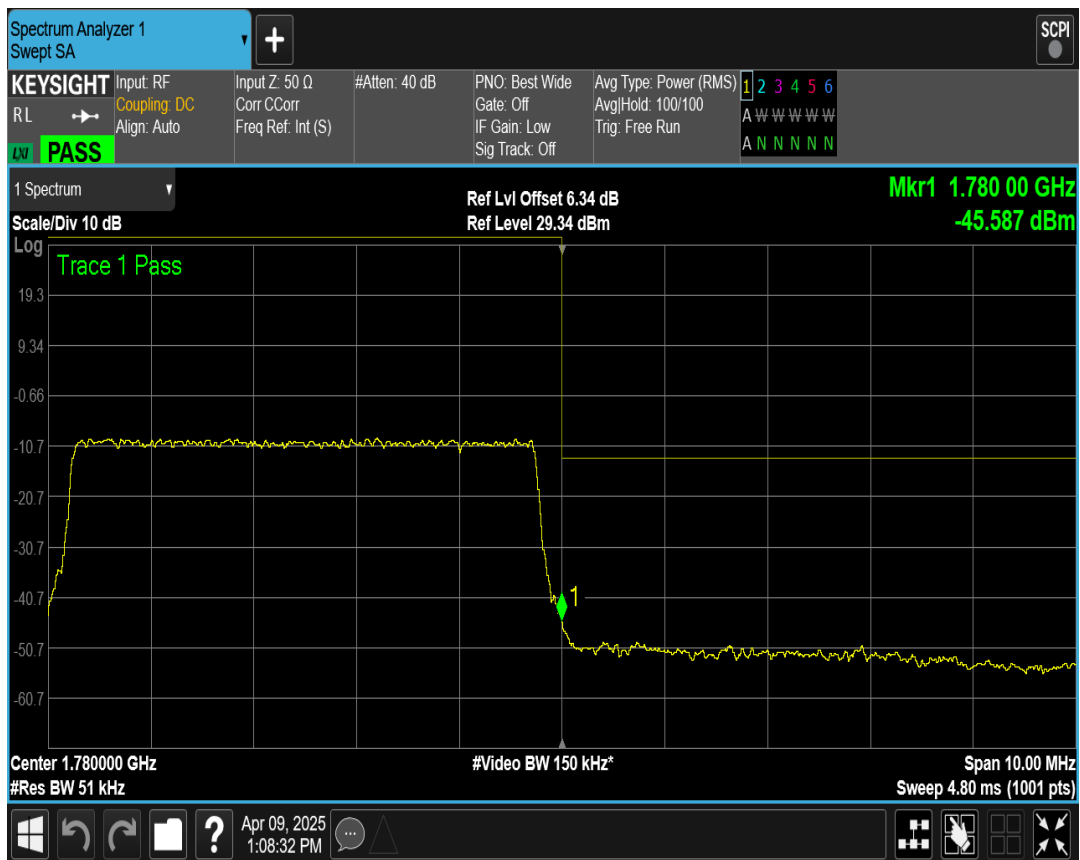 Spectrum Analyzer 1
Swept SA
+
SCPI
KEYSIGHT
RL
LXI PASS
Input: RF
Coupling: DC
Align: Auto
Input Z: 50 Ω
Corr CCorr
Freq Ref: Int (S)
#Atten: 40 dB
PNO: Best Wide
Gate: Off
IF Gain: Low
Sig Track: Off
Avg Type: Power (RMS)
Avg|Hold: 100/100
Trig: Free Run
1 2 3 4 5 6
A W W W W W
A N N N N N
1 Spectrum
Scale/Div 10 dB
Ref Lvl Offset 6.34 dB
Ref Level 29.34 dBm
Mkr1 1.780 00 GHz
-45.587 dBm
Log
Trace 1 Pass
19.3
9.34
-0.66
-10.7
-20.7
-30.7
-40.7
-50.7
-60.7
1
Center 1.780000 GHz
#Res BW 51 kHz
#Video BW 150 kHz*
Span 10.00 MHz
Sweep 4.80 ms (1001 pts)
?
Apr 09, 2025
1:08:32 PM